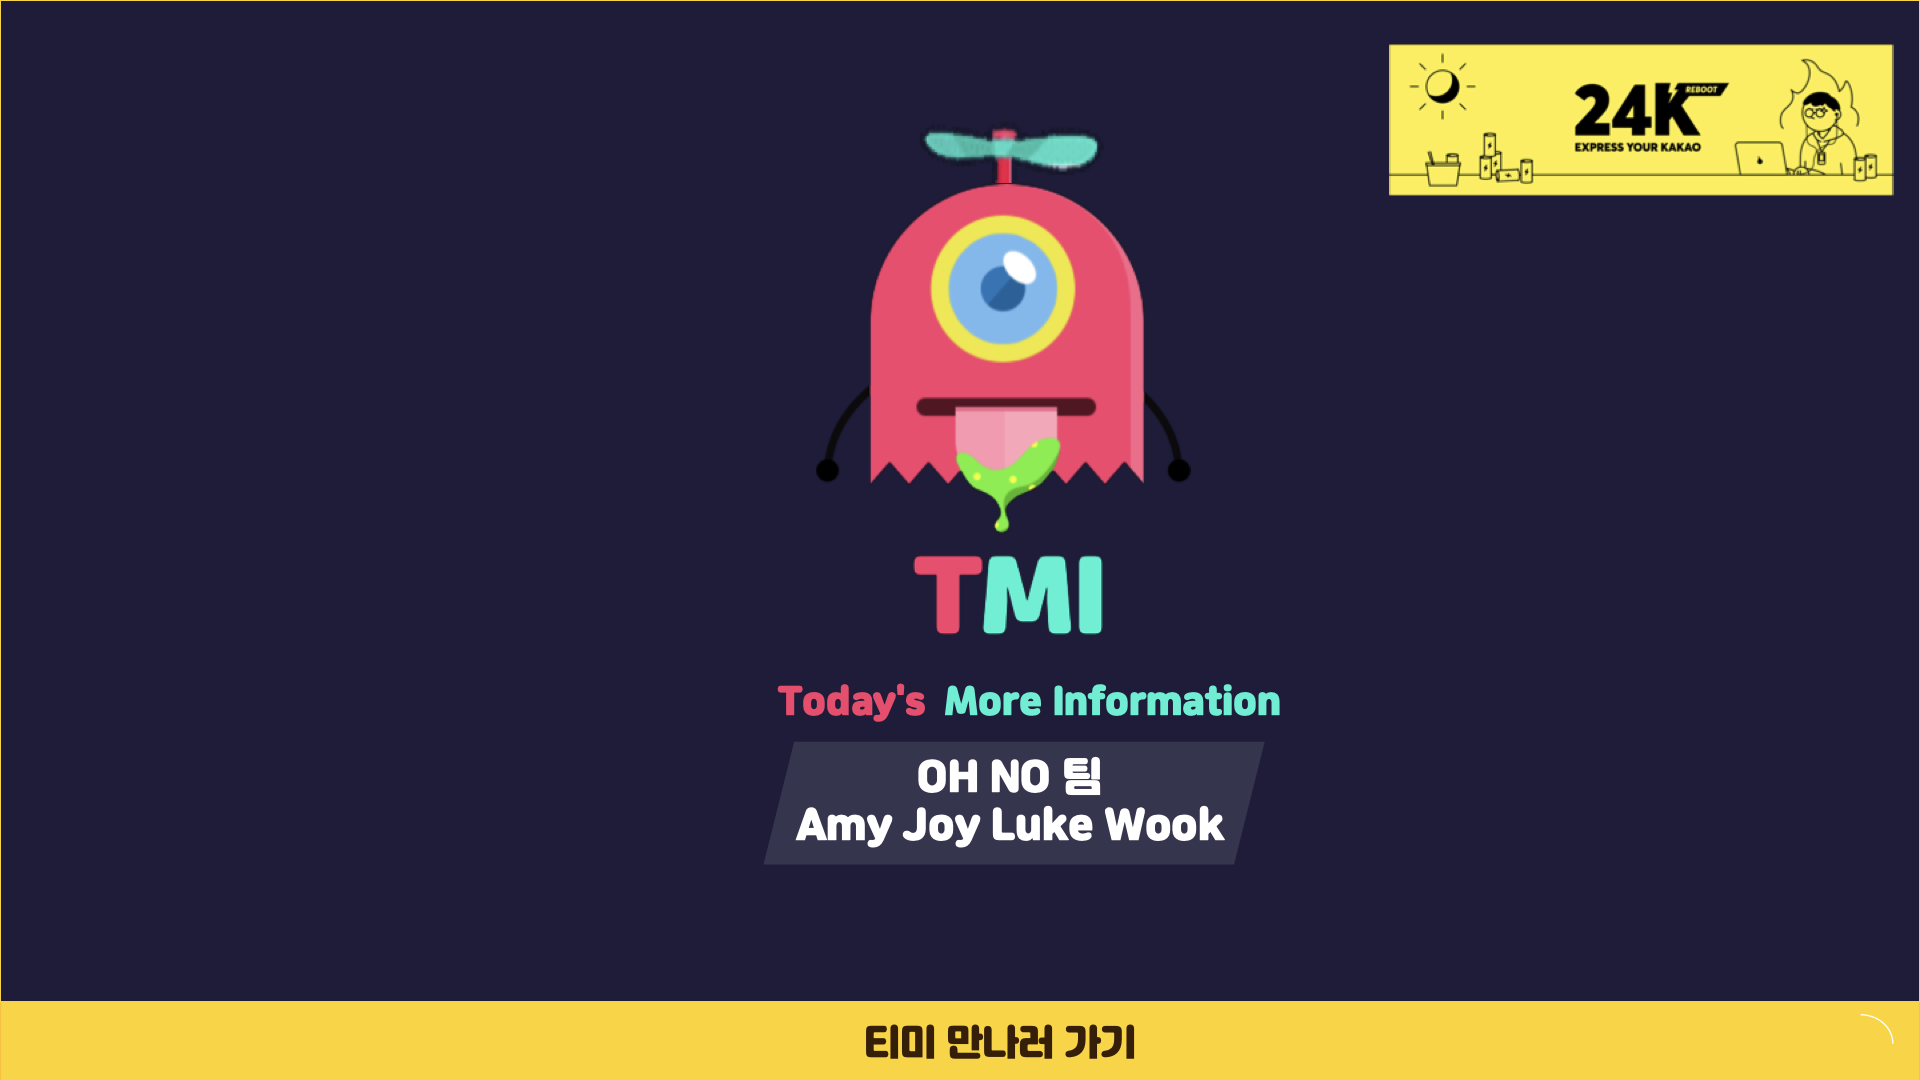 24K REBOOT
EXPRESS YOUR KAKAO
TMI
Today's More Information
OH NO 팀
Amy Joy Luke Wook
티미 만나러 가기